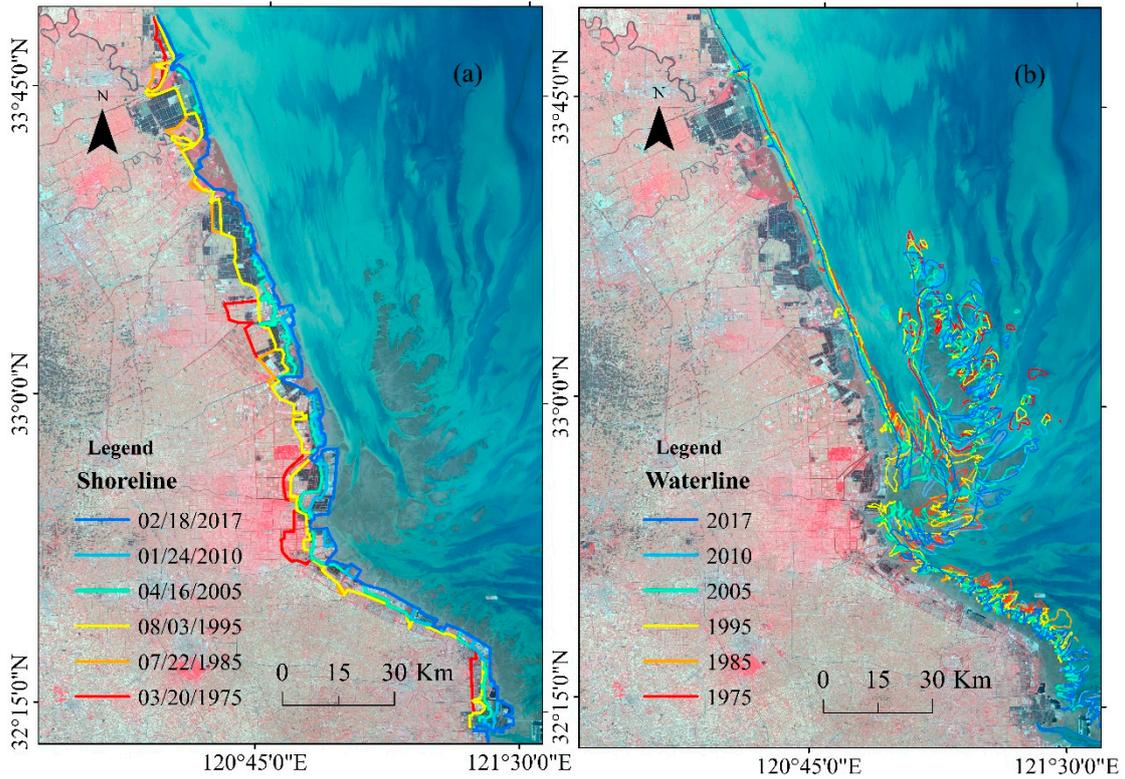 (a)
N
33°45'0"N
33°0'0"N
32°15'0"N
Legend
Shoreline
02/18/2017
01/24/2010
04/16/2005
08/03/1995
07/22/1985
03/20/1975
0 15 30 Km
120°45'0"E 121°30'0"E
(b)
N
33°45'0"N
33°0'0"N
32°15'0"N
Legend
Waterline
2017
2010
2005
1995
1985
1975
0 15 30 Km
120°45'0"E 121°30'0"E